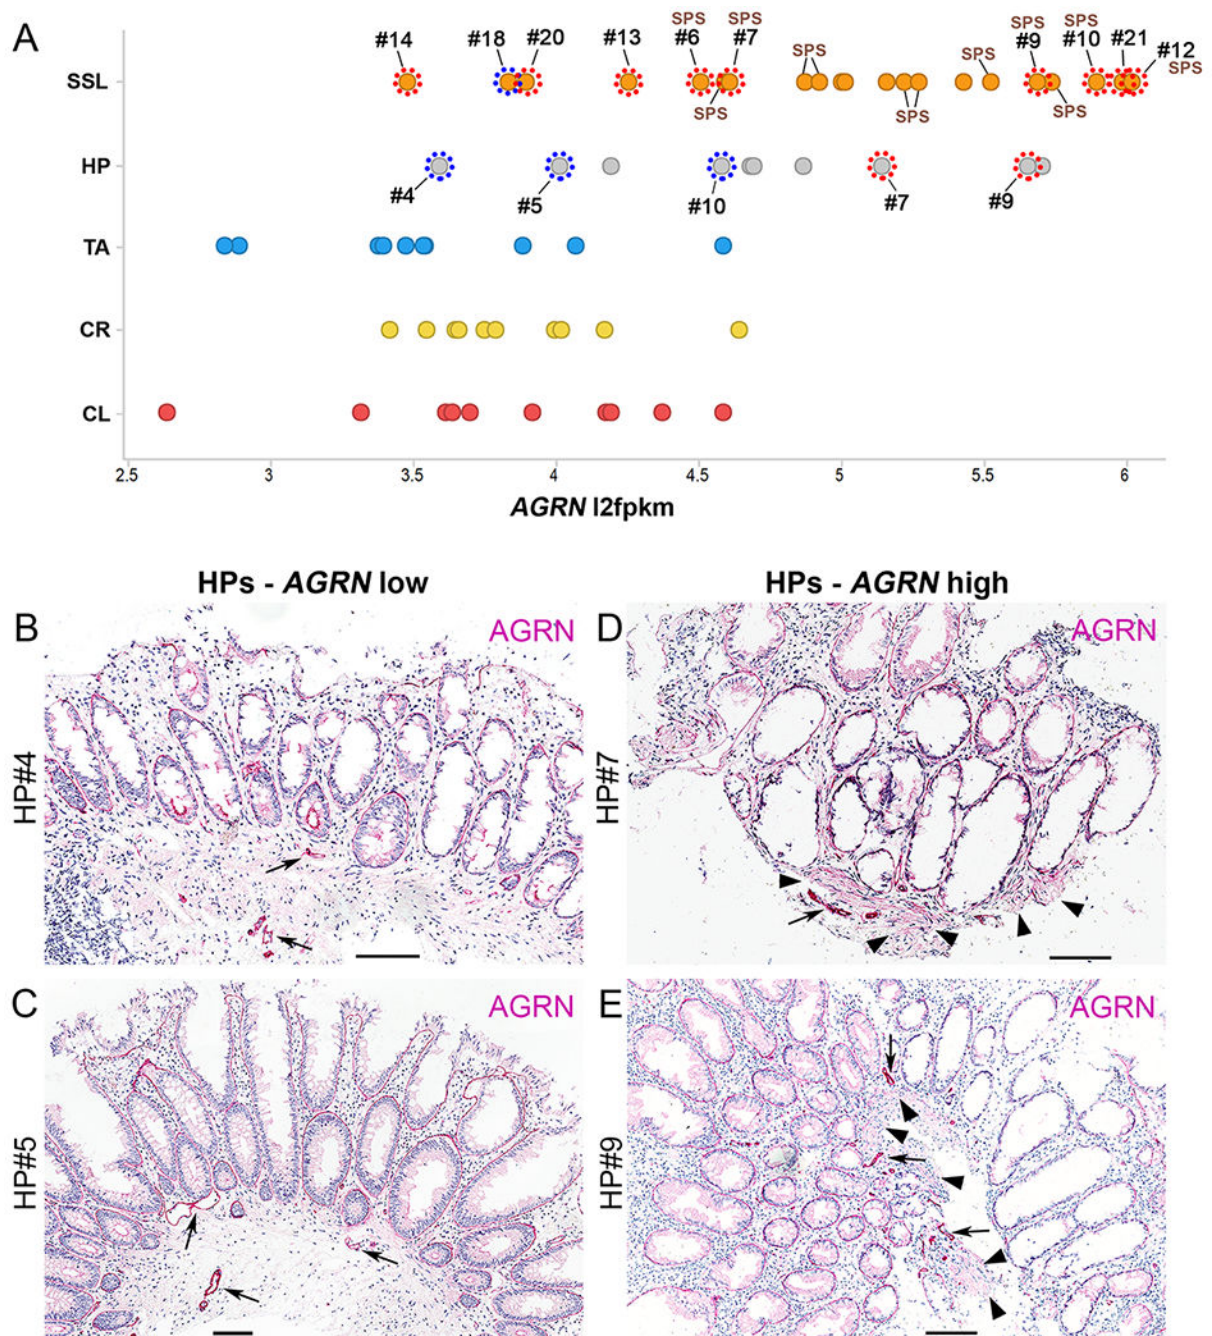 A
SPS SPS SPS SPS
#14 #18 #20 #13 #6 #7 SPS SPS #9 #10 #21 #12
SPS
SSL
SPS SPS SPS
HP
#4 #5 #10 #7 #9
TA
CR
CL
2.5 3 3.5 4 4.5 5 5.5 6
AGRN l2fpkm
HPs - AGRN low HPs - AGRN high
B AGRN D AGRN
HP#4 HP#7
C AGRN E AGRN
HP#5 HP#9